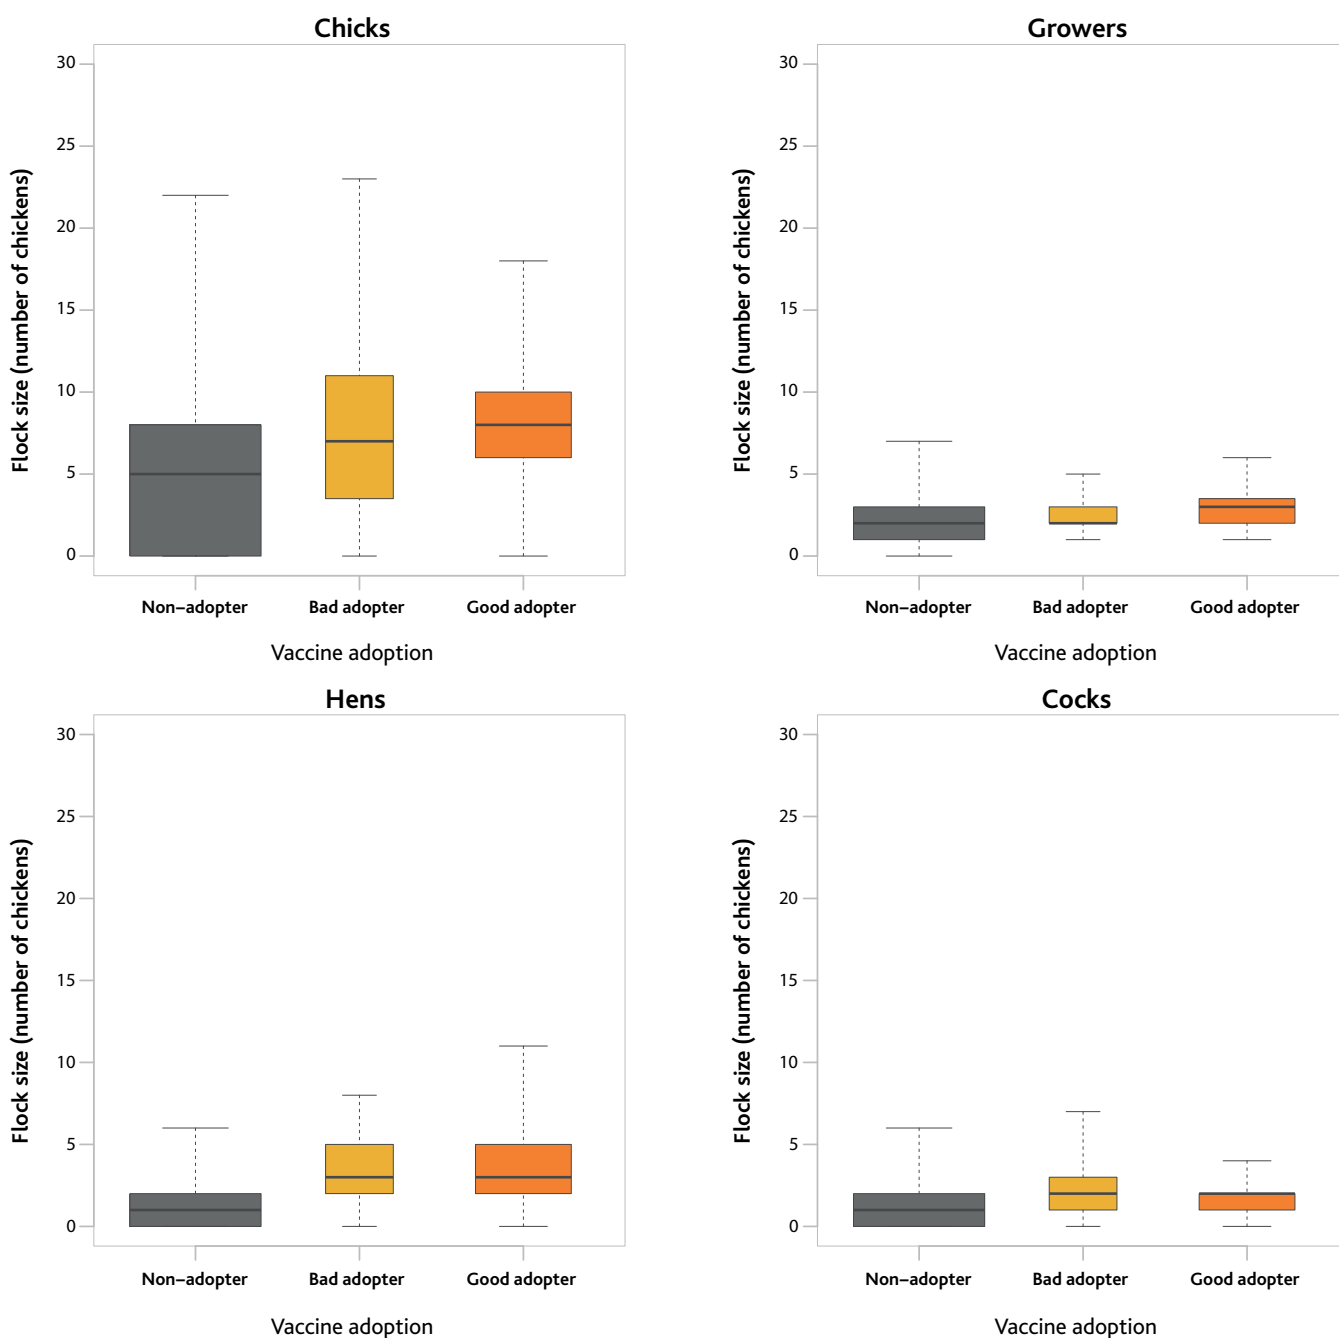 Chicks
Flock size (number of chickens)
30
25
20
15
10
5
0
Non–adopter
Bad adopter
Good adopter
Vaccine adoption
Growers
Flock size (number of chickens)
30
25
20
15
10
5
0
Non–adopter
Bad adopter
Good adopter
Vaccine adoption
Hens
Flock size (number of chickens)
30
25
20
15
10
5
0
Non–adopter
Bad adopter
Good adopter
Vaccine adoption
Cocks
Flock size (number of chickens)
30
25
20
15
10
5
0
Non–adopter
Bad adopter
Good adopter
Vaccine adoption